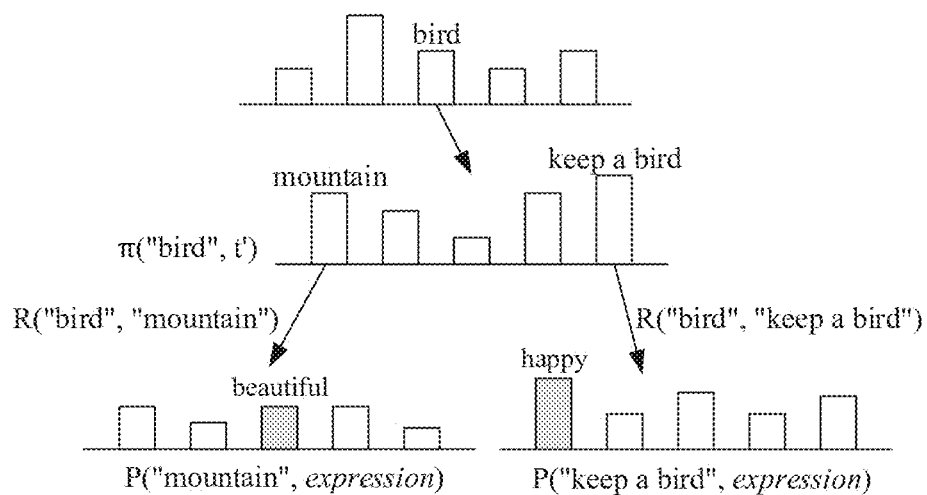 bird
keep a bird
mountain
π("bird", t')
R("bird", "mountain")
R("bird", "keep a bird")
happy
beautiful
P("mountain", expression)
P("keep a bird", expression)